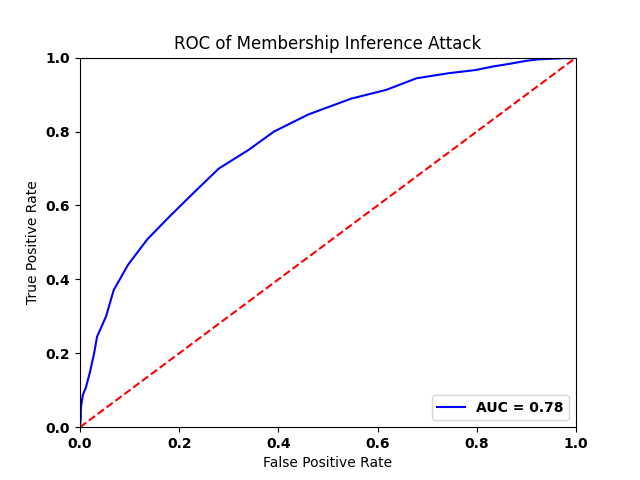 ROC of Membership Inference Attack
True Positive Rate
1.0
0.8
0.6
0.4
0.2
0.0
0.0 0.2 0.4 0.6 0.8 1.0
False Positive Rate
AUC = 0.78